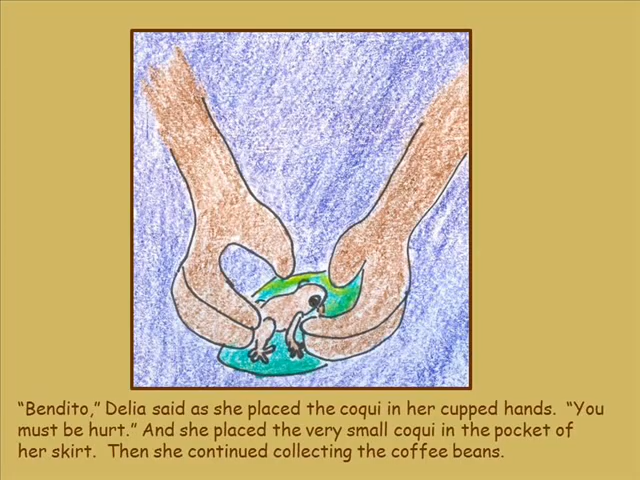 “Bendito,” Delia said as she placed the coqui in her cupped hands.  “You
must be hurt.” And she placed the very small coqui in the pocket of
her skirt.  Then she continued collecting the coffee beans.